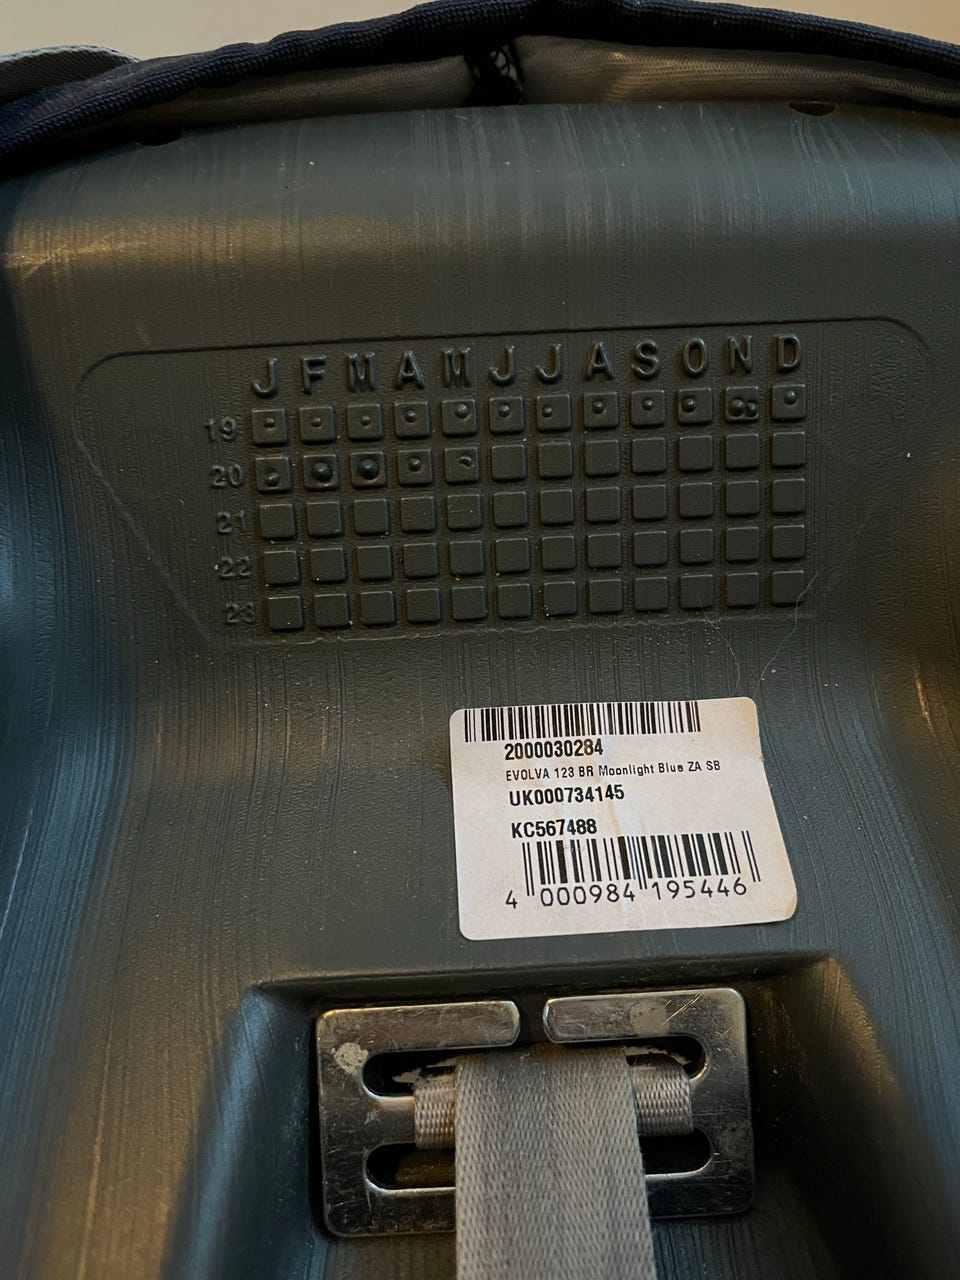 J F M A M J J A S O N D
19
20
21
22
23
2000030284
EVOLVA 123 BR Moonlight Blue ZA SB
UK000734145
KC567488
4 000984 195446